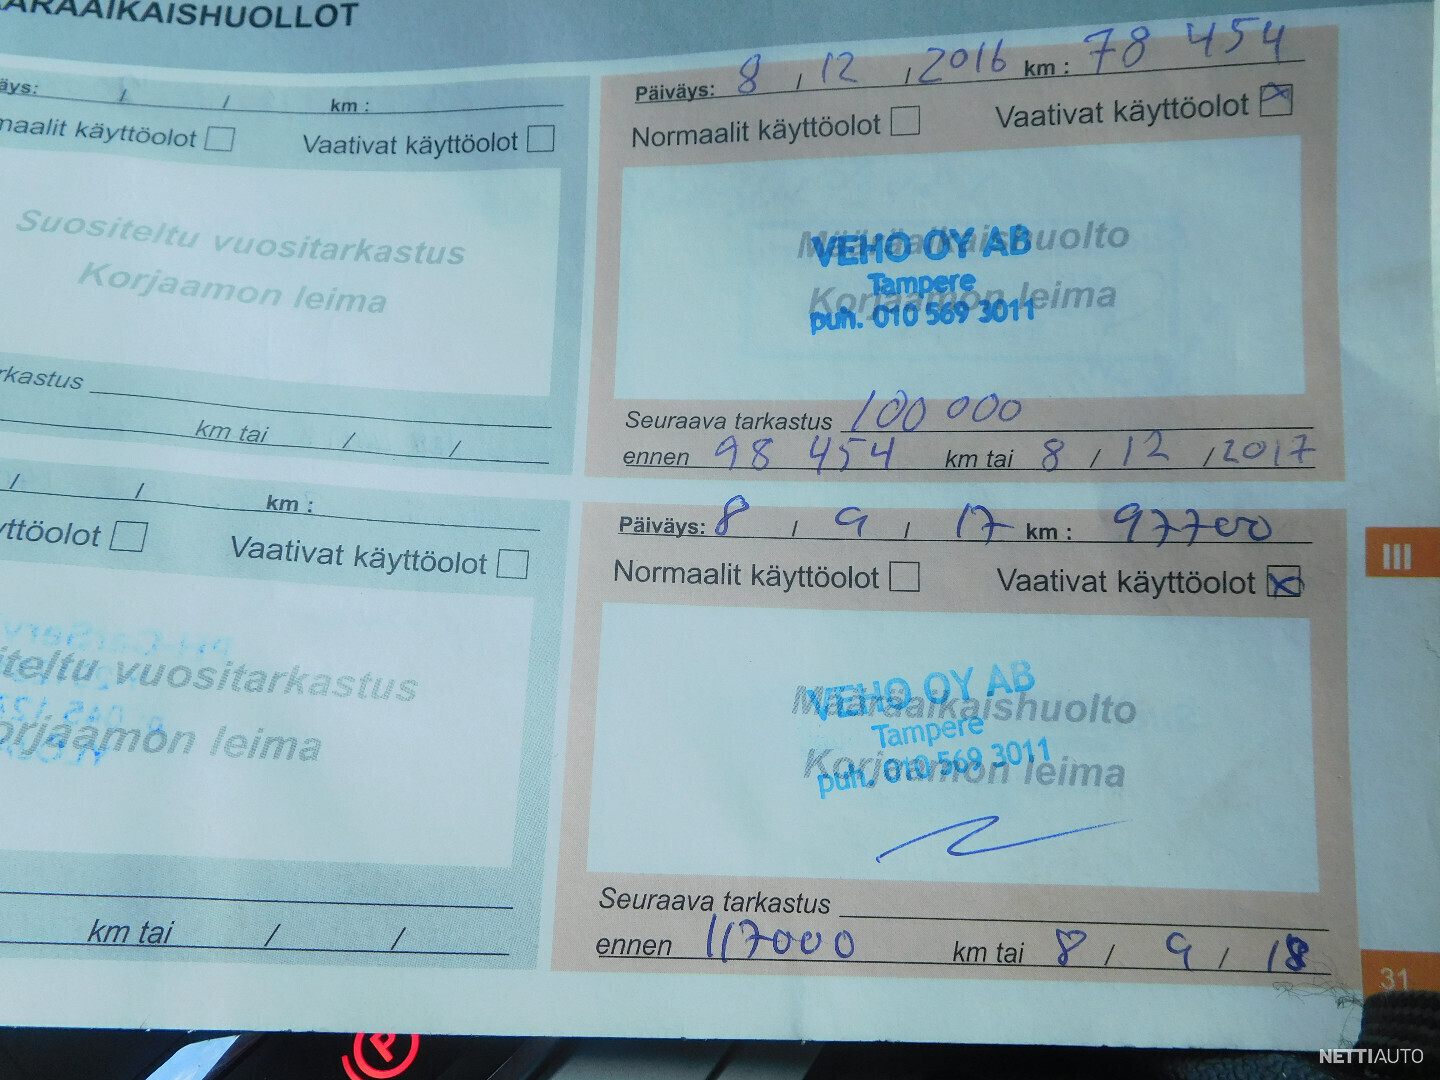 ÄRAAIKAISHUOLLOT
äys: / / km :
maalit käyttöolot Vaativat käyttöolot
Suositeltu vuositarkastus
Korjaamon leima
rkastus
km tai / /
/ / km :
yttöolot Vaativat käyttöolot
iteltu vuositarkastus
orjaamon leima
km tai / /
Päiväys: 8 / 12 / 2016 km : 78 454
Normaalit käyttöolot Vaativat käyttöolot
Määräaikaishuolto
Korjaamon leima
VEHO OY AB
Tampere
puh. 010 569 3011
Seuraava tarkastus 100 000
ennen 98 454 km tai 8 / 12 / 2017
Päiväys: 8 / 9 / 17 km : 97700
Normaalit käyttöolot Vaativat käyttöolot
Määräaikaishuolto
Korjaamon leima
VEHO OY AB
Tampere
puh. 010 569 3011
Seuraava tarkastus
ennen 117000 km tai 8 / 9 / 18
III
31
NETTIAUTO